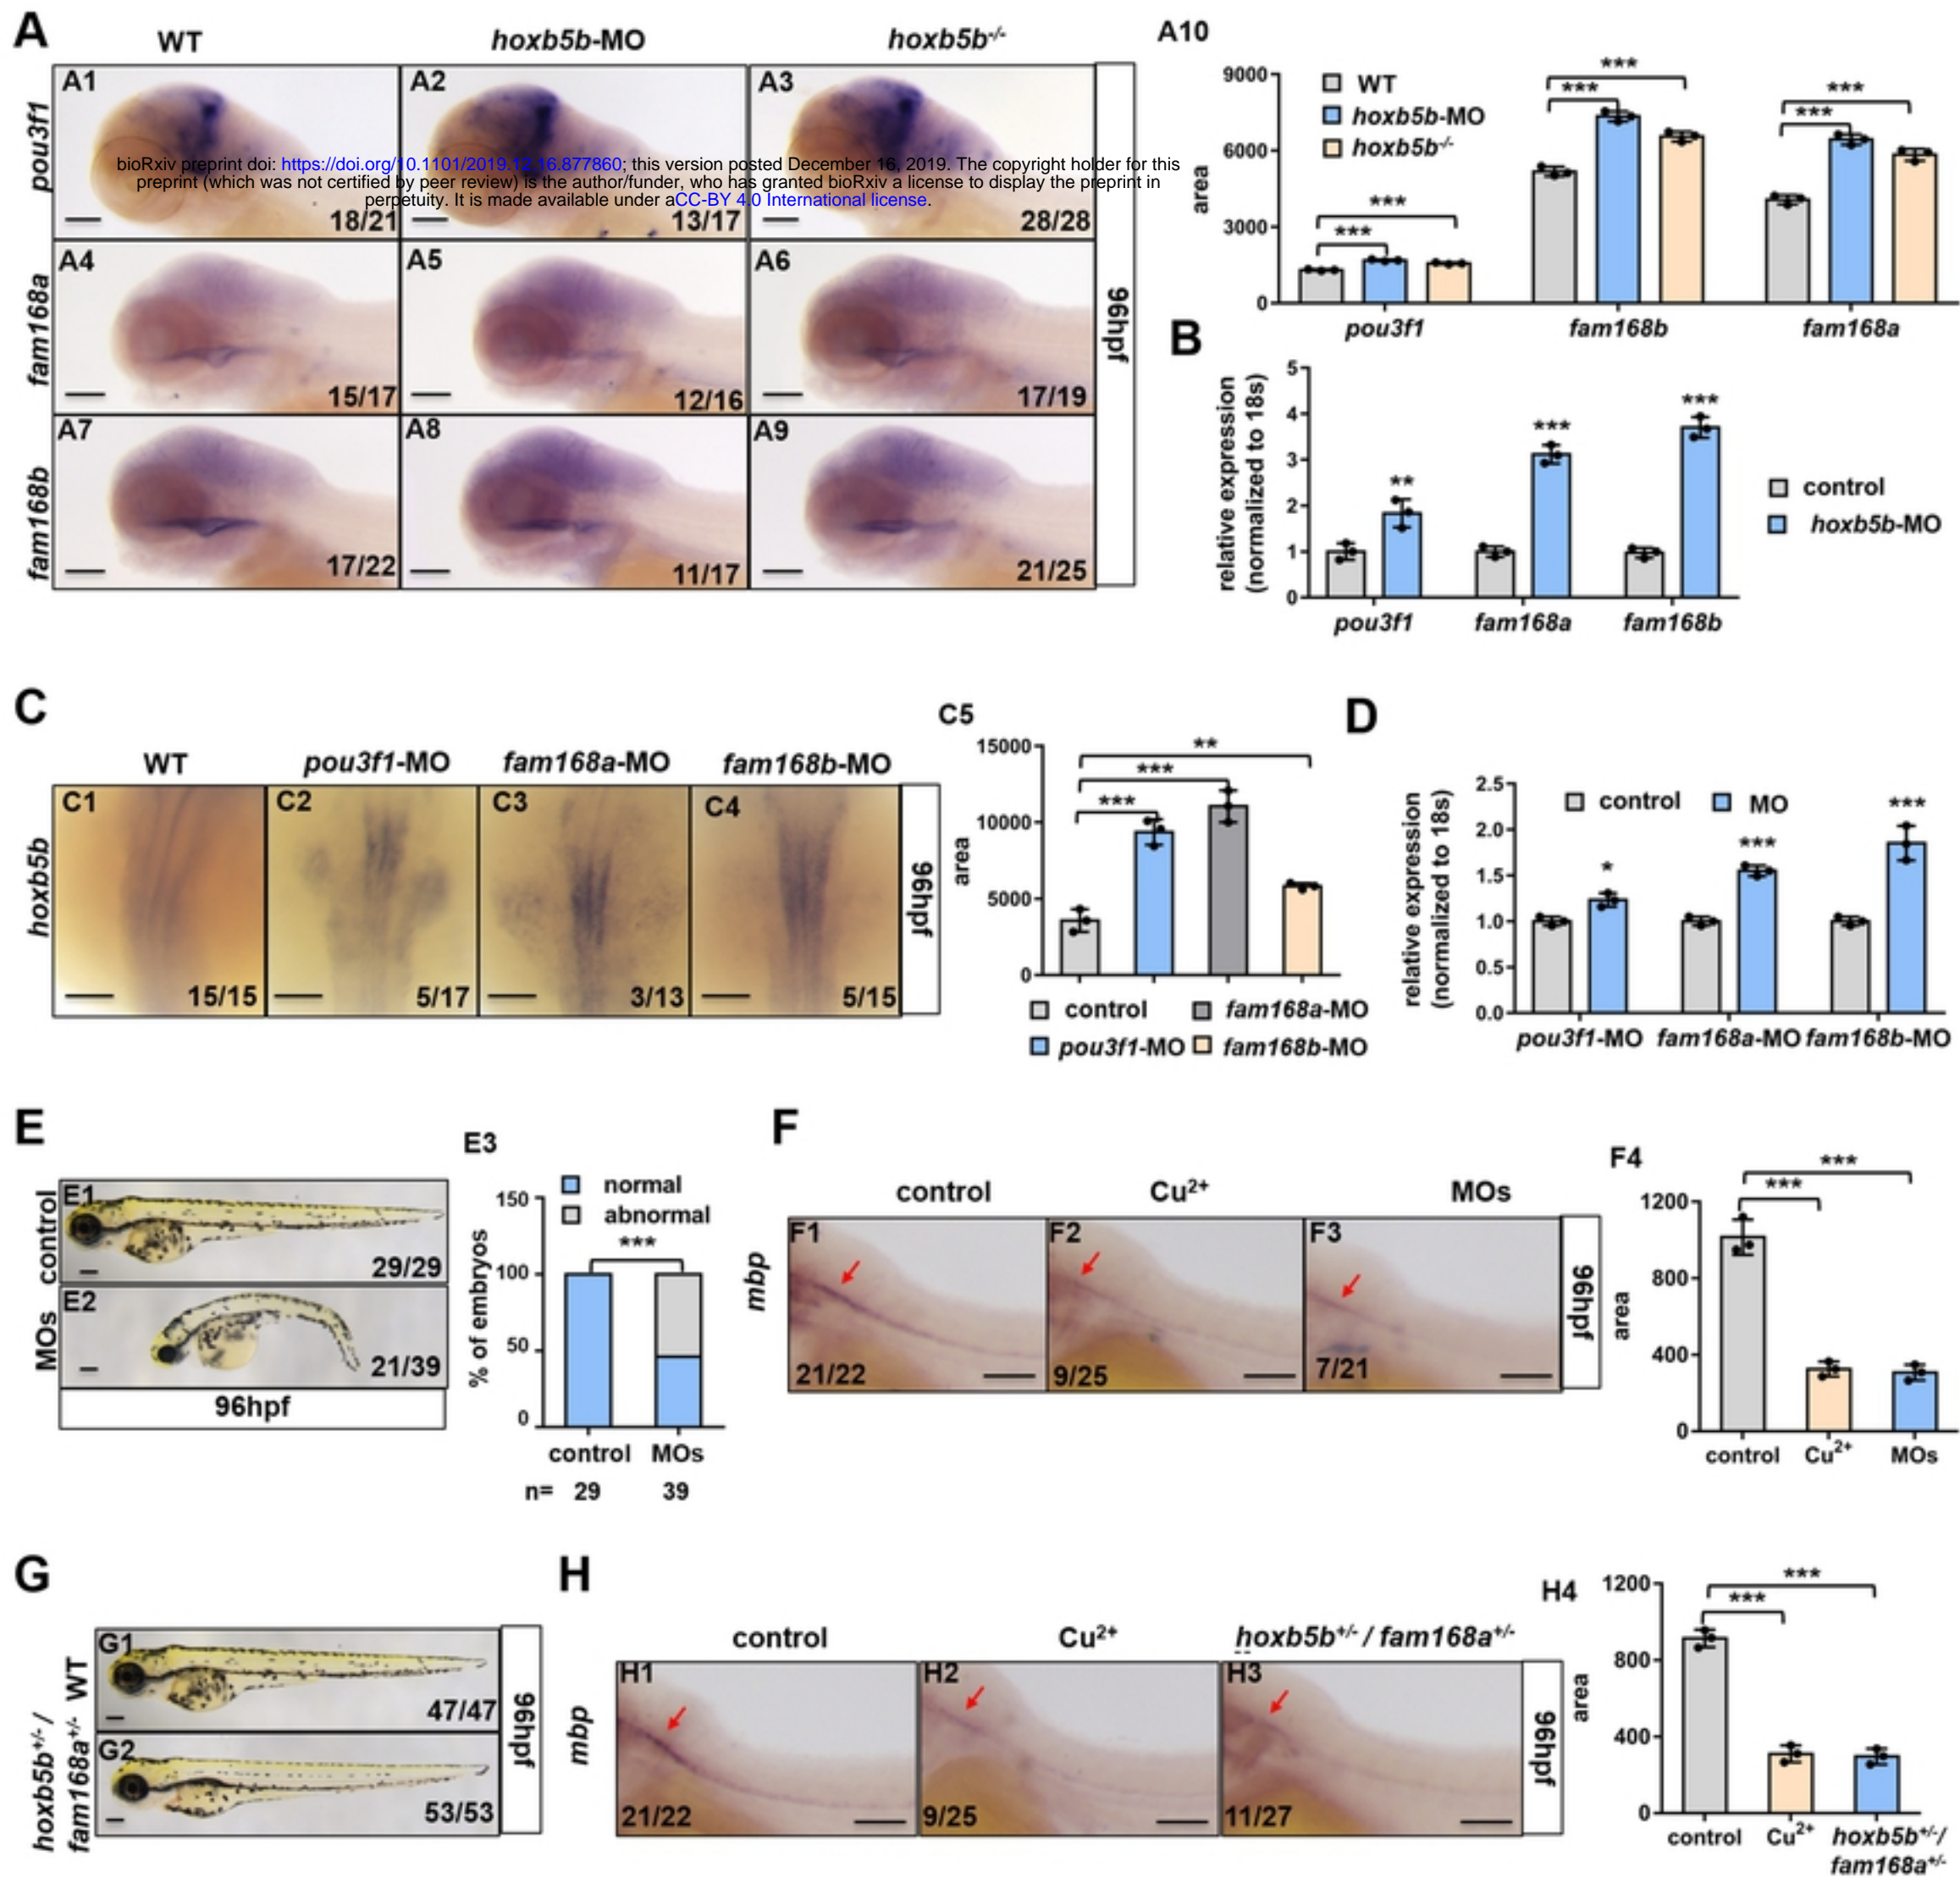 A
WT
hoxb5b-MO
hoxb5b-/-
pou3f1
fam168a
fam168b
A1
18/21
A2
13/17
A3
28/28
A4
15/17
A5
12/16
A6
17/19
A7
17/22
A8
11/17
A9
21/25
96hpf
bioRxiv preprint doi: https://doi.org/10.1101/2019.12.16.877860; this version posted December 16, 2019. The copyright holder for this
preprint (which was not certified by peer review) is the author/funder, who has granted bioRxiv a license to display the preprint in
perpetuity. It is made available under aCC-BY 4.0 International license.
A10
area
9000
6000
3000
0
WT
hoxb5b-MO
hoxb5b-/-
*** ***
*** ***
*** ***
pou3f1 fam168b fam168a
B
relative expression
(normalized to 18s)
5
4
3
2
1
0
** *** ***
pou3f1 fam168a fam168b
control
hoxb5b-MO
C
WT pou3f1-MO fam168a-MO fam168b-MO
hoxb5b
C1
15/15
C2
5/17
C3
3/13
C4
5/15
96hpf
C5
area
15000
10000
5000
0
**
***
***
control
fam168a-MO
pou3f1-MO
fam168b-MO
D
relative expression
(normalized to 18s)
2.5
2.0
1.5
1.0
0.5
0.0
control MO
* *** ***
pou3f1-MO fam168a-MO fam168b-MO
E
control
MOs
E1
29/29
E2
21/39
96hpf
E3
normal
abnormal
% of embryos
150
100
50
0
***
control MOs
n= 29 39
F
control Cu2+ MOs
mbp
F1
21/22
F2
9/25
F3
7/21
96hpf
F4
area
1200
800
400
0
***
***
control Cu2+ MOs
G
WT
hoxb5b+/- /
fam168a+/-
G1
47/47
G2
53/53
96hpf
H
control Cu2+ hoxb5b+/- / fam168a+/-
mbp
H1
21/22
H2
9/25
H3
11/27
96hpf
H4
area
1200
800
400
0
***
***
control Cu2+ hoxb5b+/-/
fam168a+/-